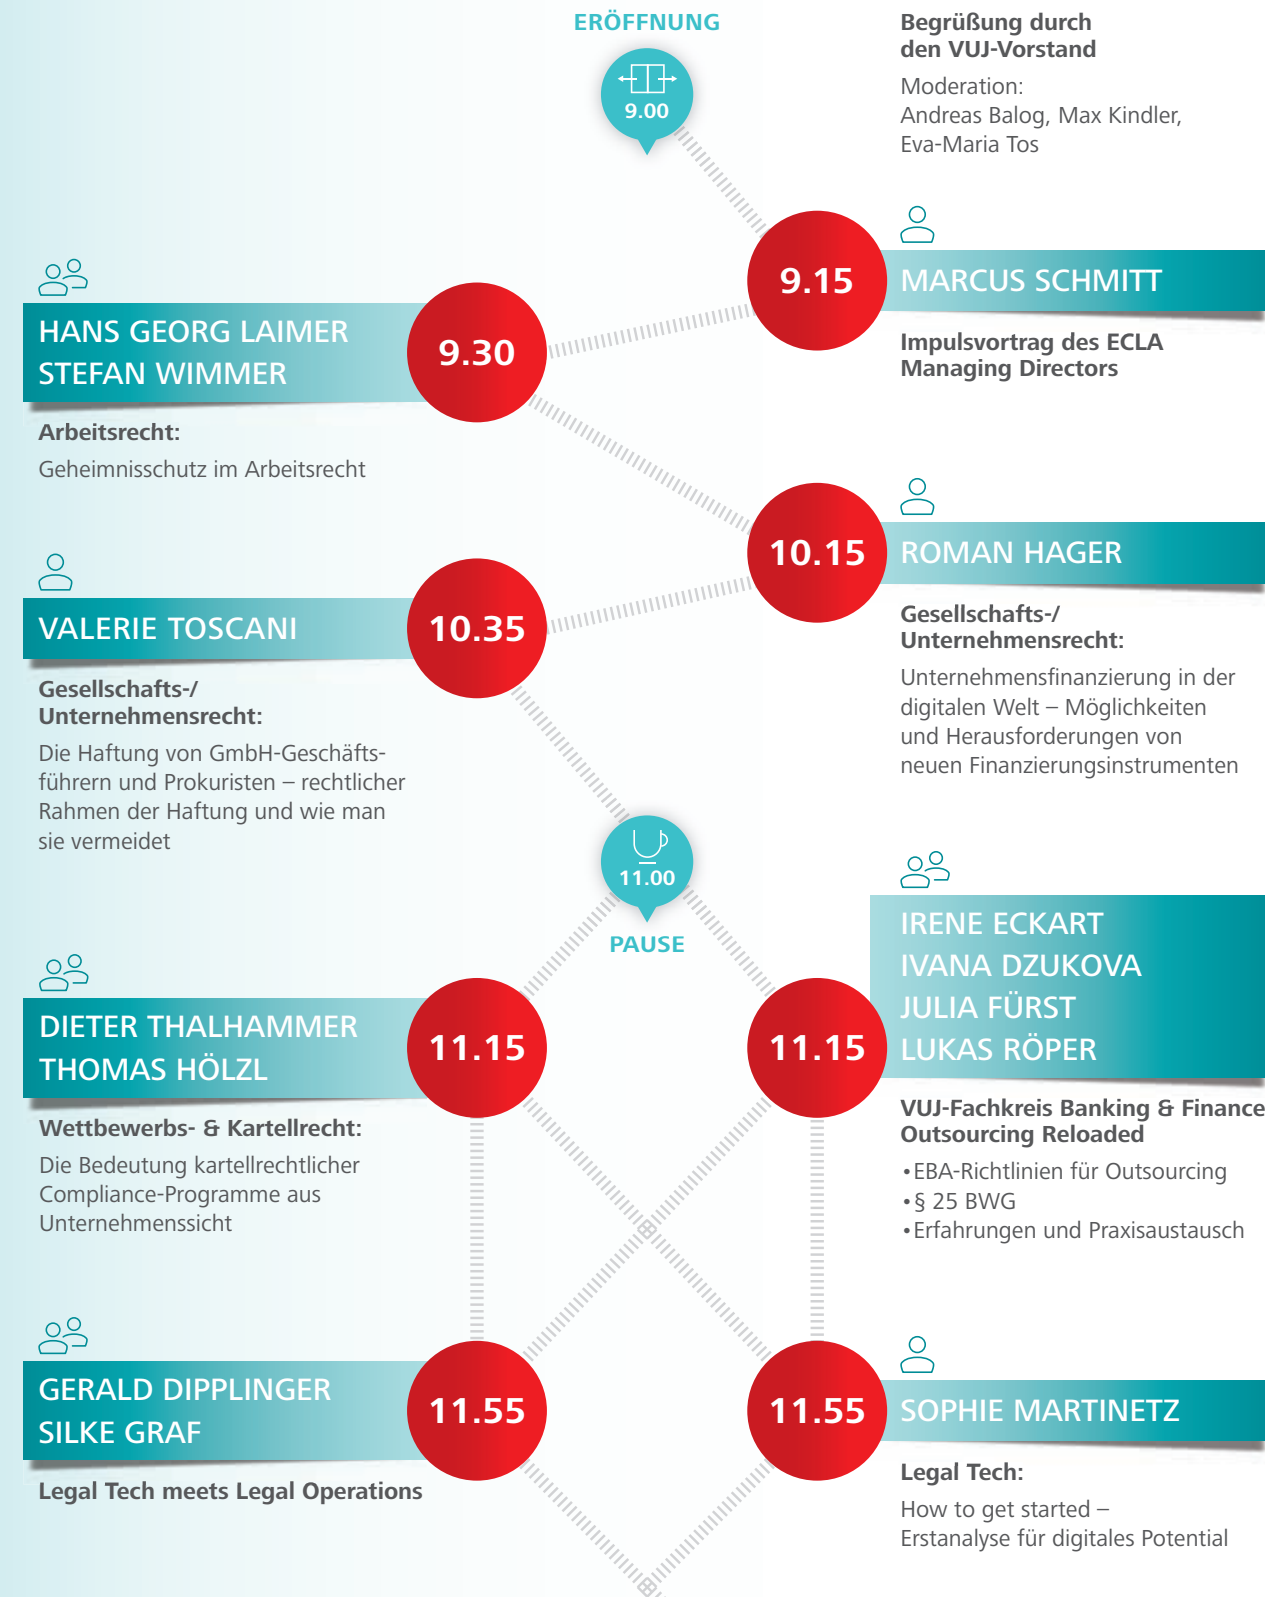 ERÖFFNUNG
9.00
Begrüßung durch
den VUJ-Vorstand
Moderation:
Andreas Balog, Max Kindler,
Eva-Maria Tos
9.15
MARCUS SCHMITT
Impulsvortrag des ECLA
Managing Directors
HANS GEORG LAIMER
STEFAN WIMMER
9.30
Arbeitsrecht:
Geheimnisschutz im Arbeitsrecht
10.15
ROMAN HAGER
Gesellschafts-/
Unternehmensrecht:
Unternehmensfinanzierung in der
digitalen Welt – Möglichkeiten
und Herausforderungen von
neuen Finanzierungsinstrumenten
VALERIE TOSCANI
10.35
Gesellschafts-/
Unternehmensrecht:
Die Haftung von GmbH-Geschäfts-
führern und Prokuristen – rechtlicher
Rahmen der Haftung und wie man
sie vermeidet
11.00
PAUSE
DIETER THALHAMMER
THOMAS HÖLZL
11.15
Wettbewerbs- & Kartellrecht:
Die Bedeutung kartellrechtlicher
Compliance-Programme aus
Unternehmenssicht
11.15
IRENE ECKART
IVANA DZUKOVA
JULIA FÜRST
LUKAS RÖPER
VUJ-Fachkreis Banking & Finance
Outsourcing Reloaded
• EBA-Richtlinien für Outsourcing
• § 25 BWG
• Erfahrungen und Praxisaustausch
GERALD DIPPLINGER
SILKE GRAF
11.55
Legal Tech meets Legal Operations
11.55
SOPHIE MARTINETZ
Legal Tech:
How to get started –
Erstanalyse für digitales Potential